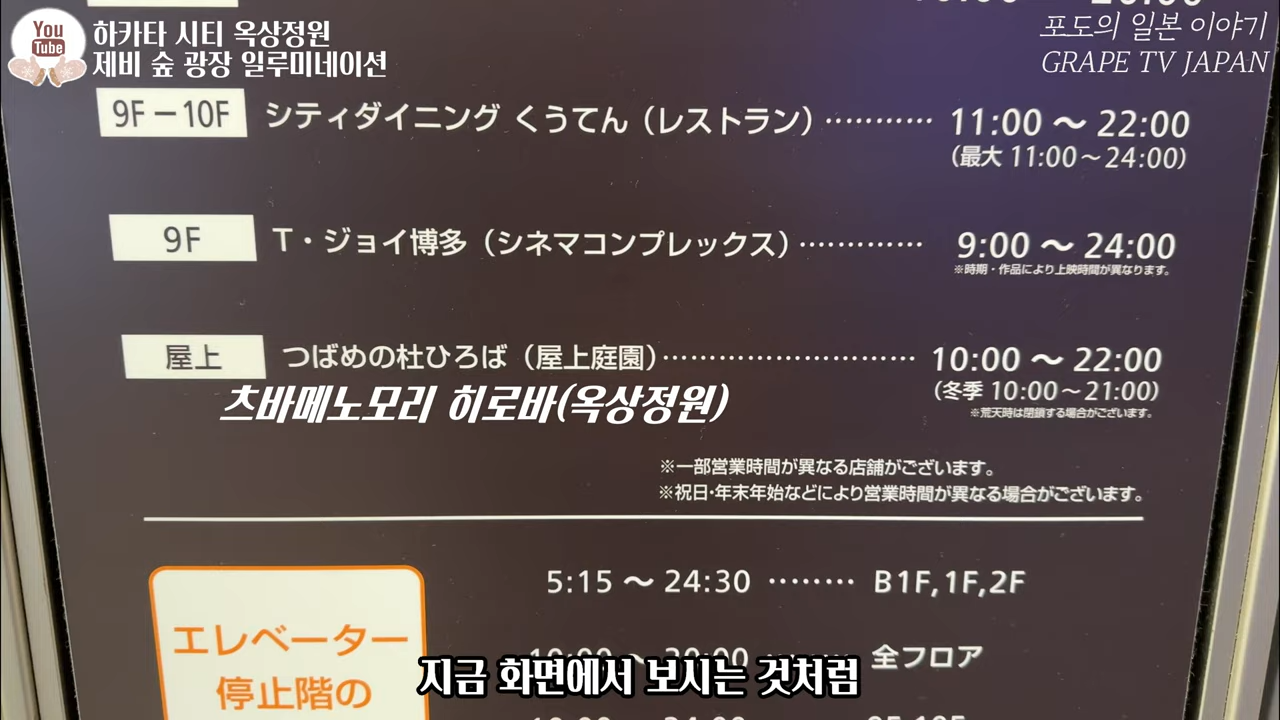 You
Tube
하카타 시티 옥상정원
제비 숲 광장 일루미네이션
포도의 일본 이야기
GRAPE TV JAPAN
9F－10F シティダイニング くうてん（レストラン）………… 11:00 ～ 22:00
（最大 11:00～24:00）
9F T・ジョイ博多（シネマコンプレックス）………… 9:00 ～ 24:00
※時期・作品により上映時間が異なります。
屋上 つばめの杜ひろば（屋上庭園）……………………… 10:00 ～ 22:00
（冬季 10:00～21:00）
츠바메노모리 히로바(옥상정원)
※荒天時は閉鎖する場合がございます。
※一部営業時間が異なる店舗がございます。
※祝日･年末年始などにより営業時間が異なる場合がございます。
5:15 ～ 24:30 ……… B1F,1F,2F
エレベーター
全フロア
停止階の
지금 화면에서 보시는 것처럼